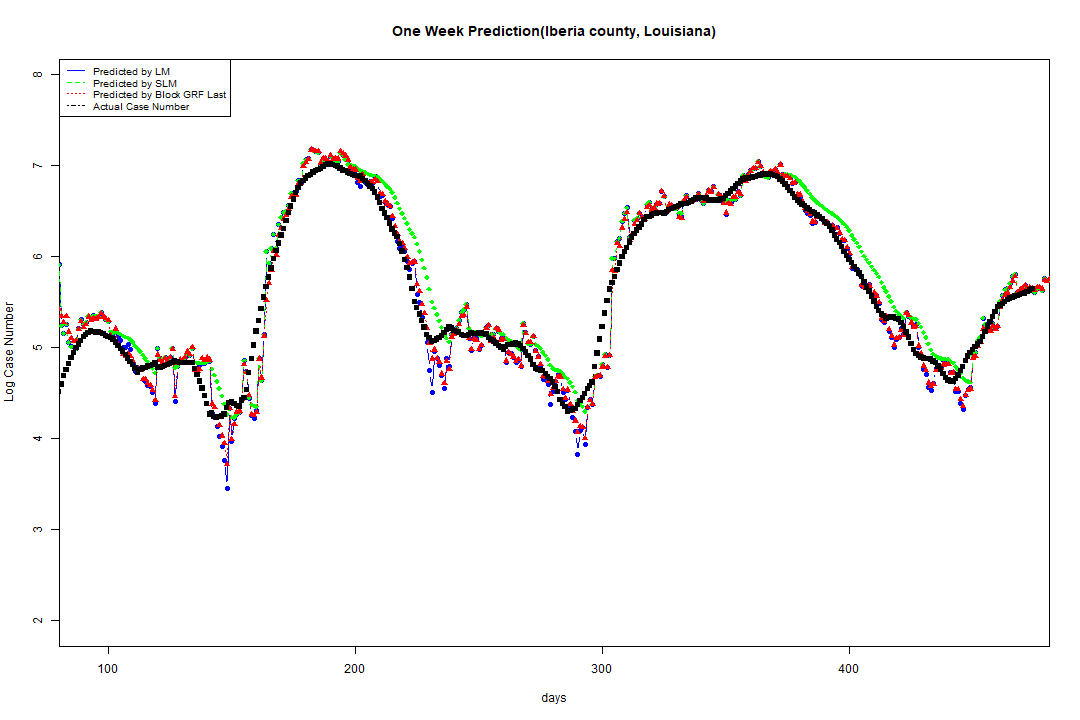 One Week Prediction(Iberia county, Louisiana)
Predicted by LM
Predicted by SLM
Predicted by Block GRF Last
Actual Case Number
8
7
6
5
4
3
2
Log Case Number
100 200 300 400
days